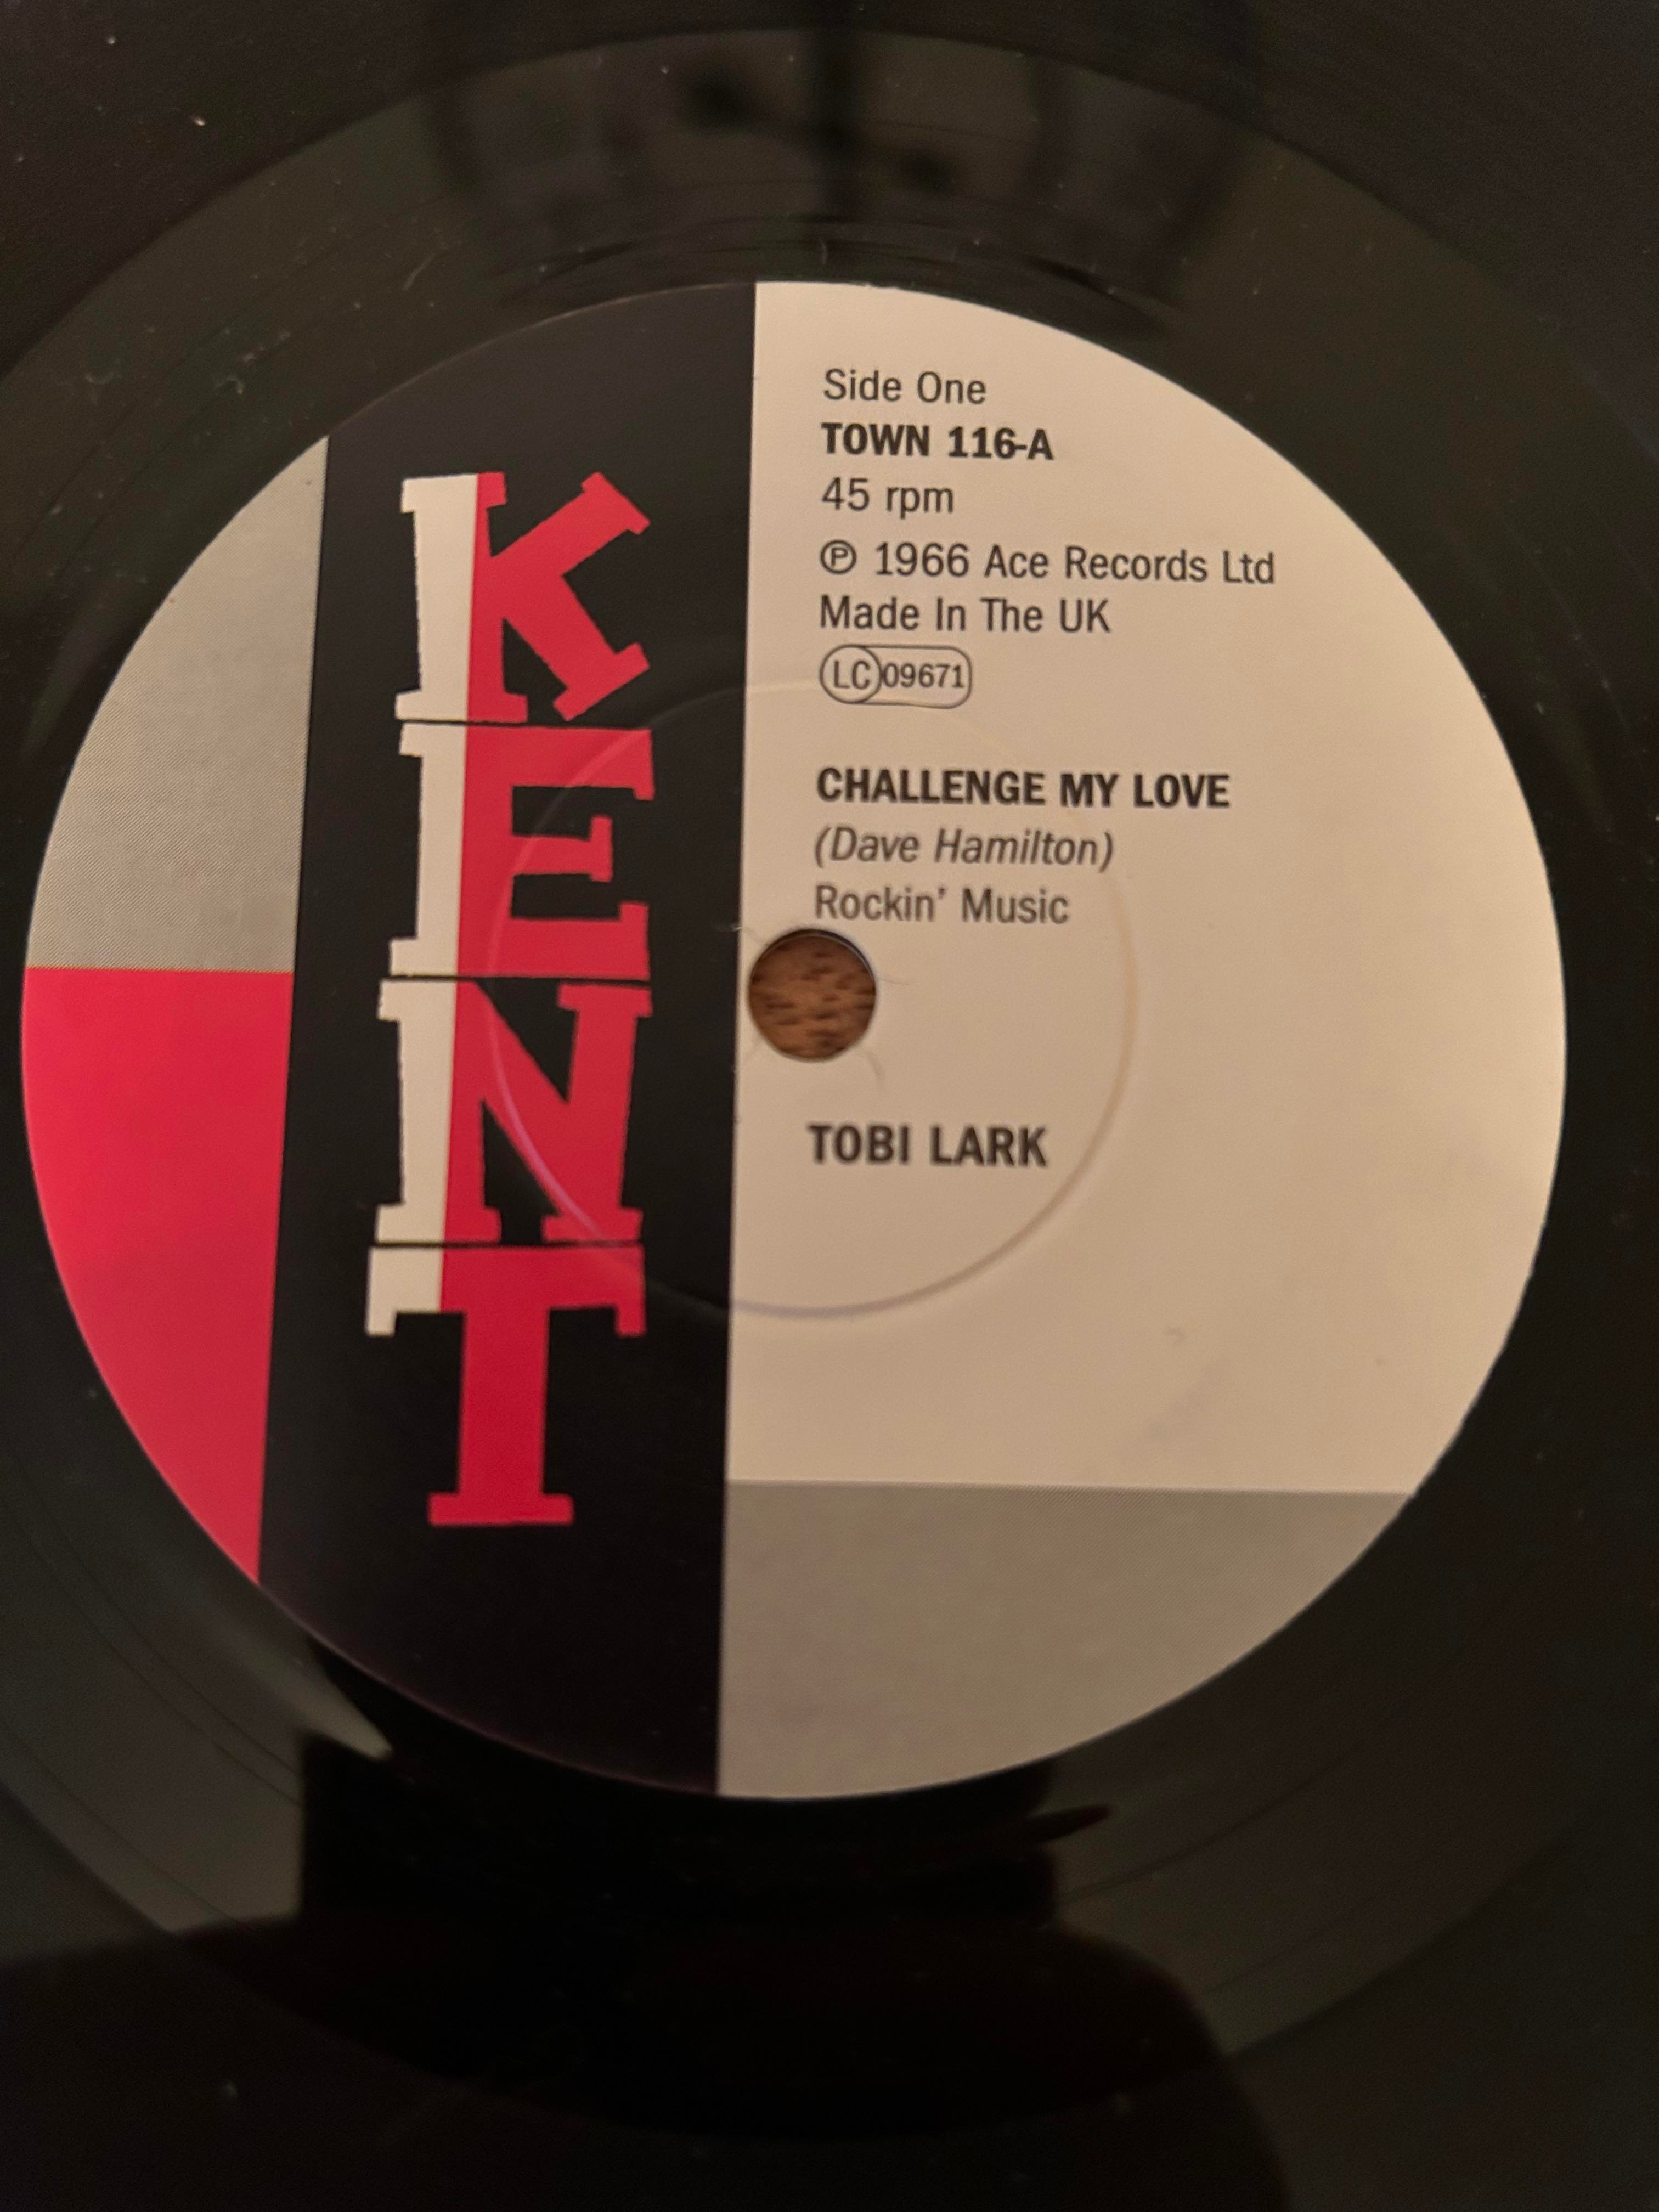 KENT
Side One
TOWN 116-A
45 rpm
℗ 1966 Ace Records Ltd
Made In The UK
LC 09671
CHALLENGE MY LOVE
(Dave Hamilton)
Rockin' Music
TOBI LARK